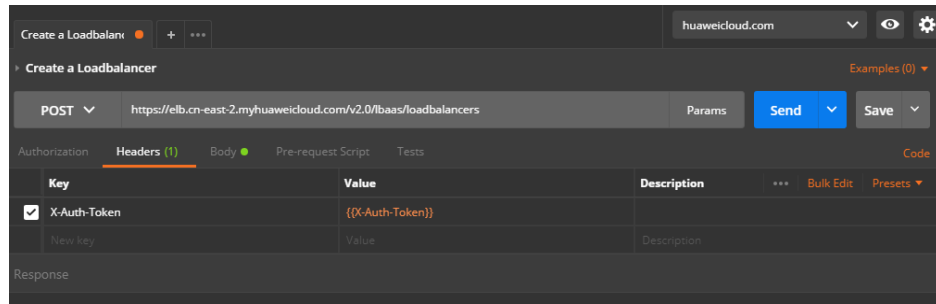 Create a Loadbalanc + ••• huaweicloud.com
Create a Loadbalancer Examples (0)
POST https://elb.cn-east-2.myhuaweicloud.com/v2.0/lbaas/loadbalancers Params Send Save
Authorization Headers (1) Body Pre-request Script Tests Code
Key Value Description ••• Bulk Edit Presets
X-Auth-Token {{X-Auth-Token}}
New key Value Description
Response